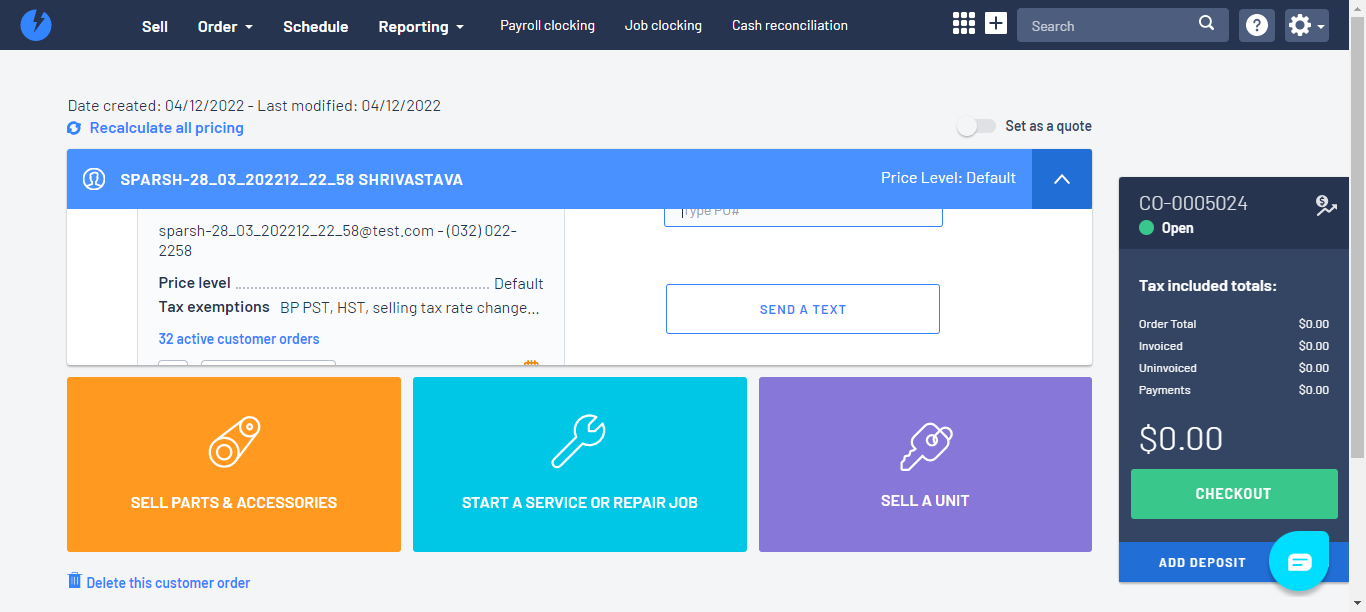 Sell
Order
Schedule
Reporting
Payroll clocking
Job clocking
Cash reconciliation
Search
Date created: 04/12/2022 - Last modified: 04/12/2022
Recalculate all pricing
Set as a quote
SPARSH-28_03_202212_22_58 SHRIVASTAVA
Price Level: Default
Type PO#
sparsh-28_03_202212_22_58@test.com - (032) 022-
2258
Price level Default
Tax exemptions BP PST, HST, selling tax rate change...
32 active customer orders
SEND A TEXT
SELL PARTS & ACCESSORIES
START A SERVICE OR REPAIR JOB
SELL A UNIT
Delete this customer order
CO-0005024
Open
Tax included totals:
Order Total $0.00
Invoiced $0.00
Uninvoiced $0.00
Payments $0.00
$0.00
CHECKOUT
ADD DEPOSIT